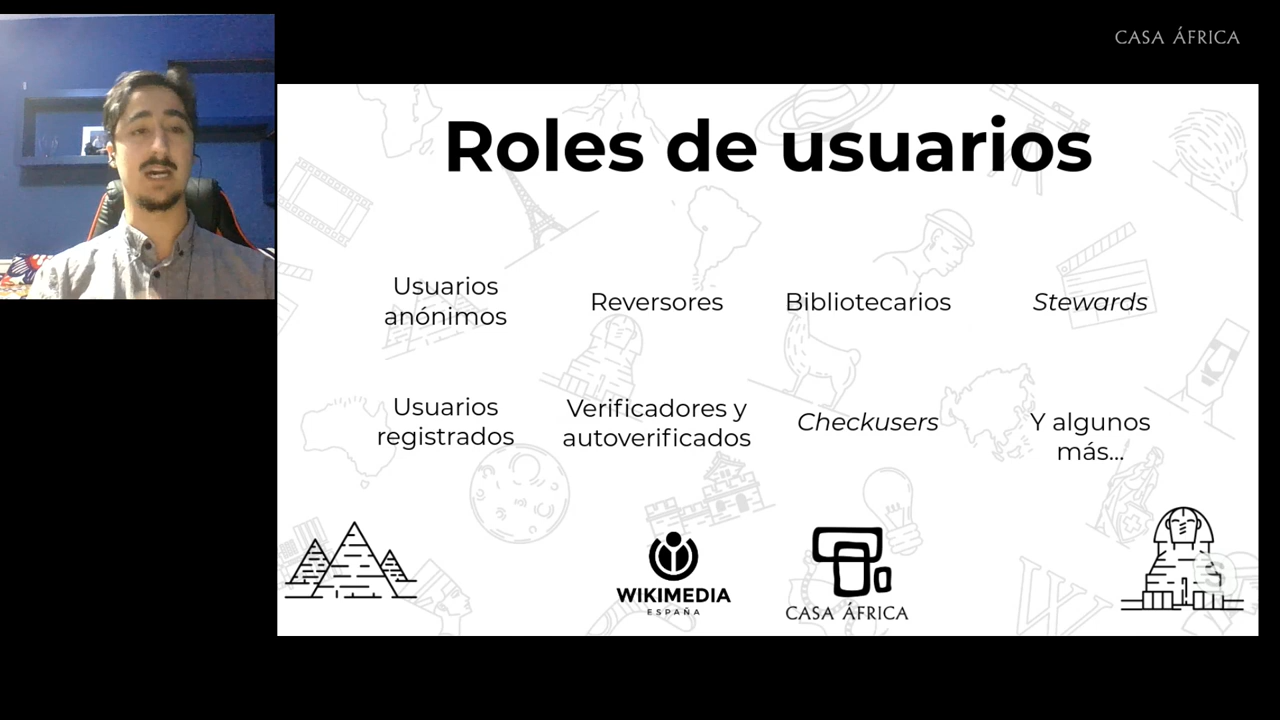 CASA ÁFRICA
Roles de usuarios
Usuarios
anónimos
Reversores
Bibliotecarios
Stewards
Usuarios
registrados
Verificadores y
autoverificados
Checkusers
Y algunos
más...
WIKIMEDIA
ESPAÑA
CASA ÁFRICA